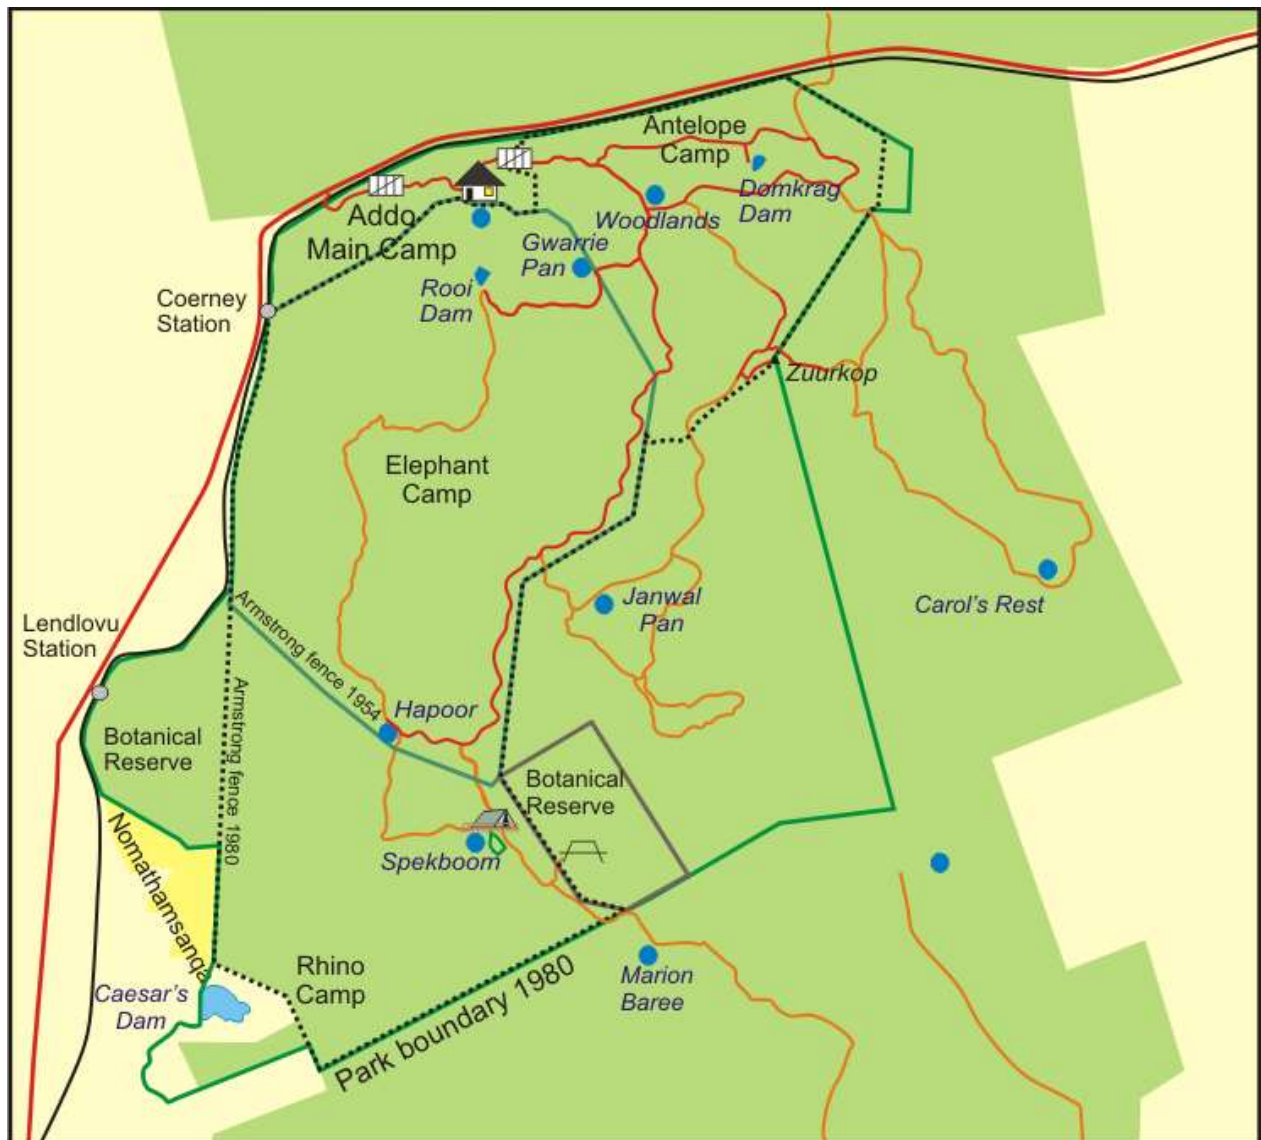 Antelope
Camp
Domkrag
Dam
Woodlands
Addo
Main Camp
Gwarrie
Pan
Rooi
Dam
Coerney
Station
Zuurkop
Elephant
Camp
Armstrong fence 1954
Janwal
Pan
Carol's Rest
Lendlovu
Station
Armstrong fence 1980
Hapoor
Botanical
Reserve
Botanical
Reserve
Nomathamsanqa
Spekboom
Rhino
Camp
Caesar's
Dam
Park boundary 1980
Marion
Baree